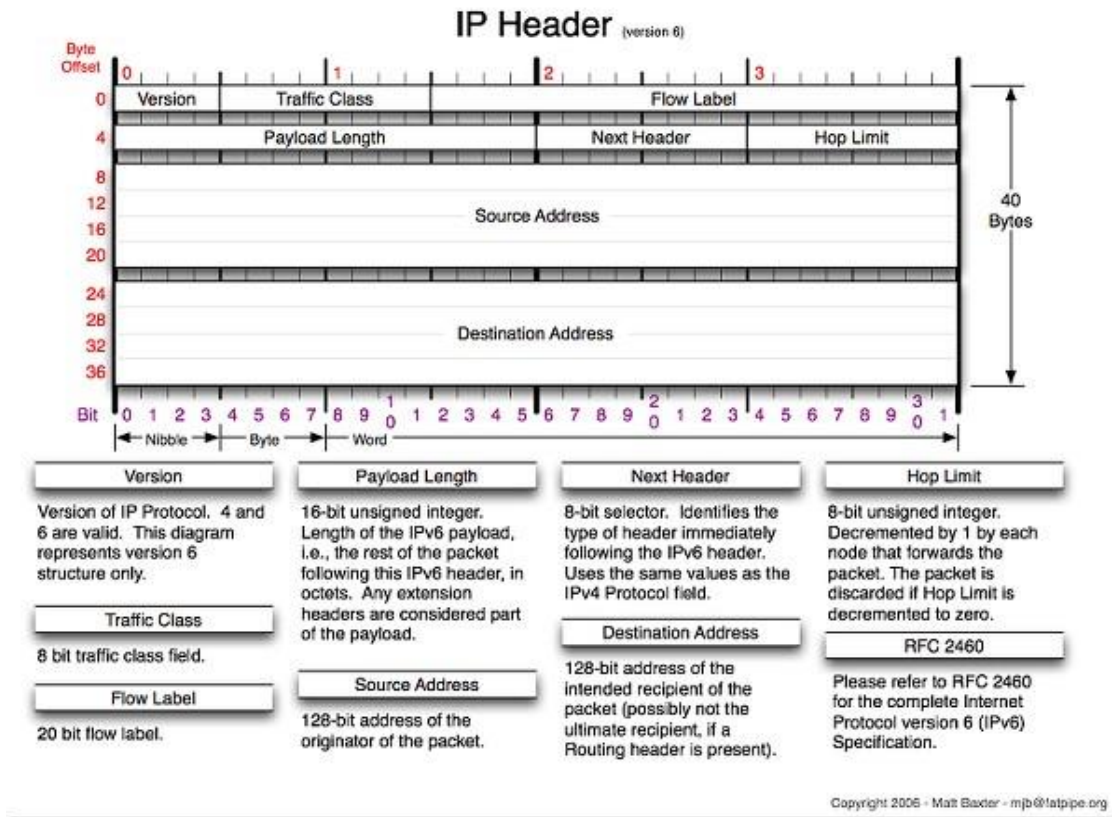 IP Header (version 6)
Byte
Offset
0 1 2 3
0 Version Traffic Class Flow Label
4 Payload Length Next Header Hop Limit
8
12
16
20
Source Address
24
28
32
36
Destination Address
40
Bytes
Bit 0 1 2 3 4 5 6 7 8 9 10 1 2 3 4 5 6 7 8 9 20 1 2 3 4 5 6 7 8 9 30 1
Nibble Byte Word
Version
Version of IP Protocol. 4 and
6 are valid. This diagram
represents version 6
structure only.
Traffic Class
8 bit traffic class field.
Flow Label
20 bit flow label.
Payload Length
16-bit unsigned integer.
Length of the IPv6 payload,
i.e., the rest of the packet
following this IPv6 header, in
octets. Any extension
headers are considered part
of the payload.
Source Address
128-bit address of the
originator of the packet.
Next Header
8-bit selector. Identifies the
type of header immediately
following the IPv6 header.
Uses the same values as the
IPv4 Protocol field.
Destination Address
128-bit address of the
intended recipient of the
packet (possibly not the
ultimate recipient, if a
Routing header is present).
Hop Limit
8-bit unsigned integer.
Decremented by 1 by each
node that forwards the
packet. The packet is
discarded if Hop Limit is
decremented to zero.
RFC 2460
Please refer to RFC 2460
for the complete Internet
Protocol version 6 (IPv6)
Specification.
Copyright 2006 - Matt Baxter - mjb@fatpipe.org